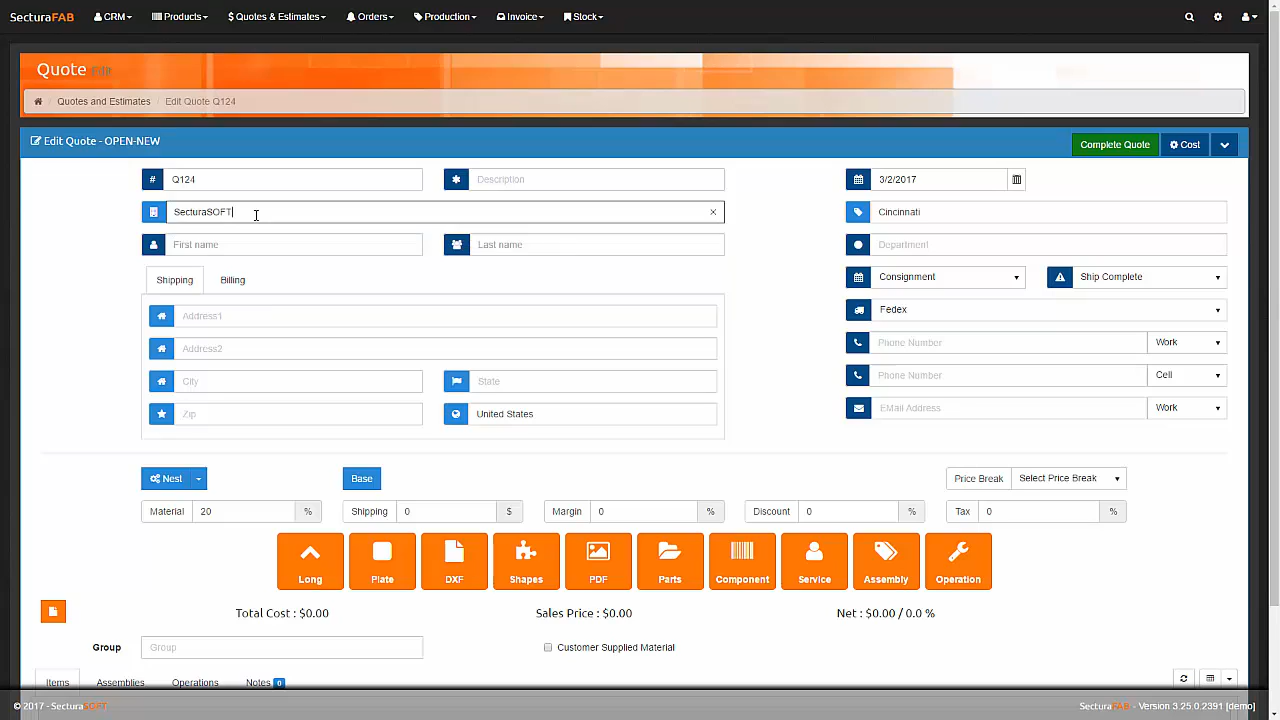 SecturaFAB CRM Products Quotes & Estimates Orders Production Invoice Stock
Quote Edit
Quotes and Estimates / Edit Quote Q124
Edit Quote - OPEN-NEW Complete Quote Cost
# Q124 Description 3/2/2017
SecturaSOFT × Cincinnati
First name Last name Department
Shipping Billing Consignment Ship Complete
Address1 Fedex
Address2 Phone Number Work
City State Phone Number Cell
Zip United States EMail Address Work
Nest Base Price Break Select Price Break
Material 20 % Shipping 0 $ Margin 0 % Discount 0 % Tax 0 %
Long Plate DXF Shapes PDF Parts Component Service Assembly Operation
Total Cost : $0.00 Sales Price : $0.00 Net : $0.00 / 0.0 %
Group Group Customer Supplied Material
Items Assemblies Operations Notes 0
© 2017 - SecturaSOFT SecturaFAB - Version 3.25.0.2391 [demo]